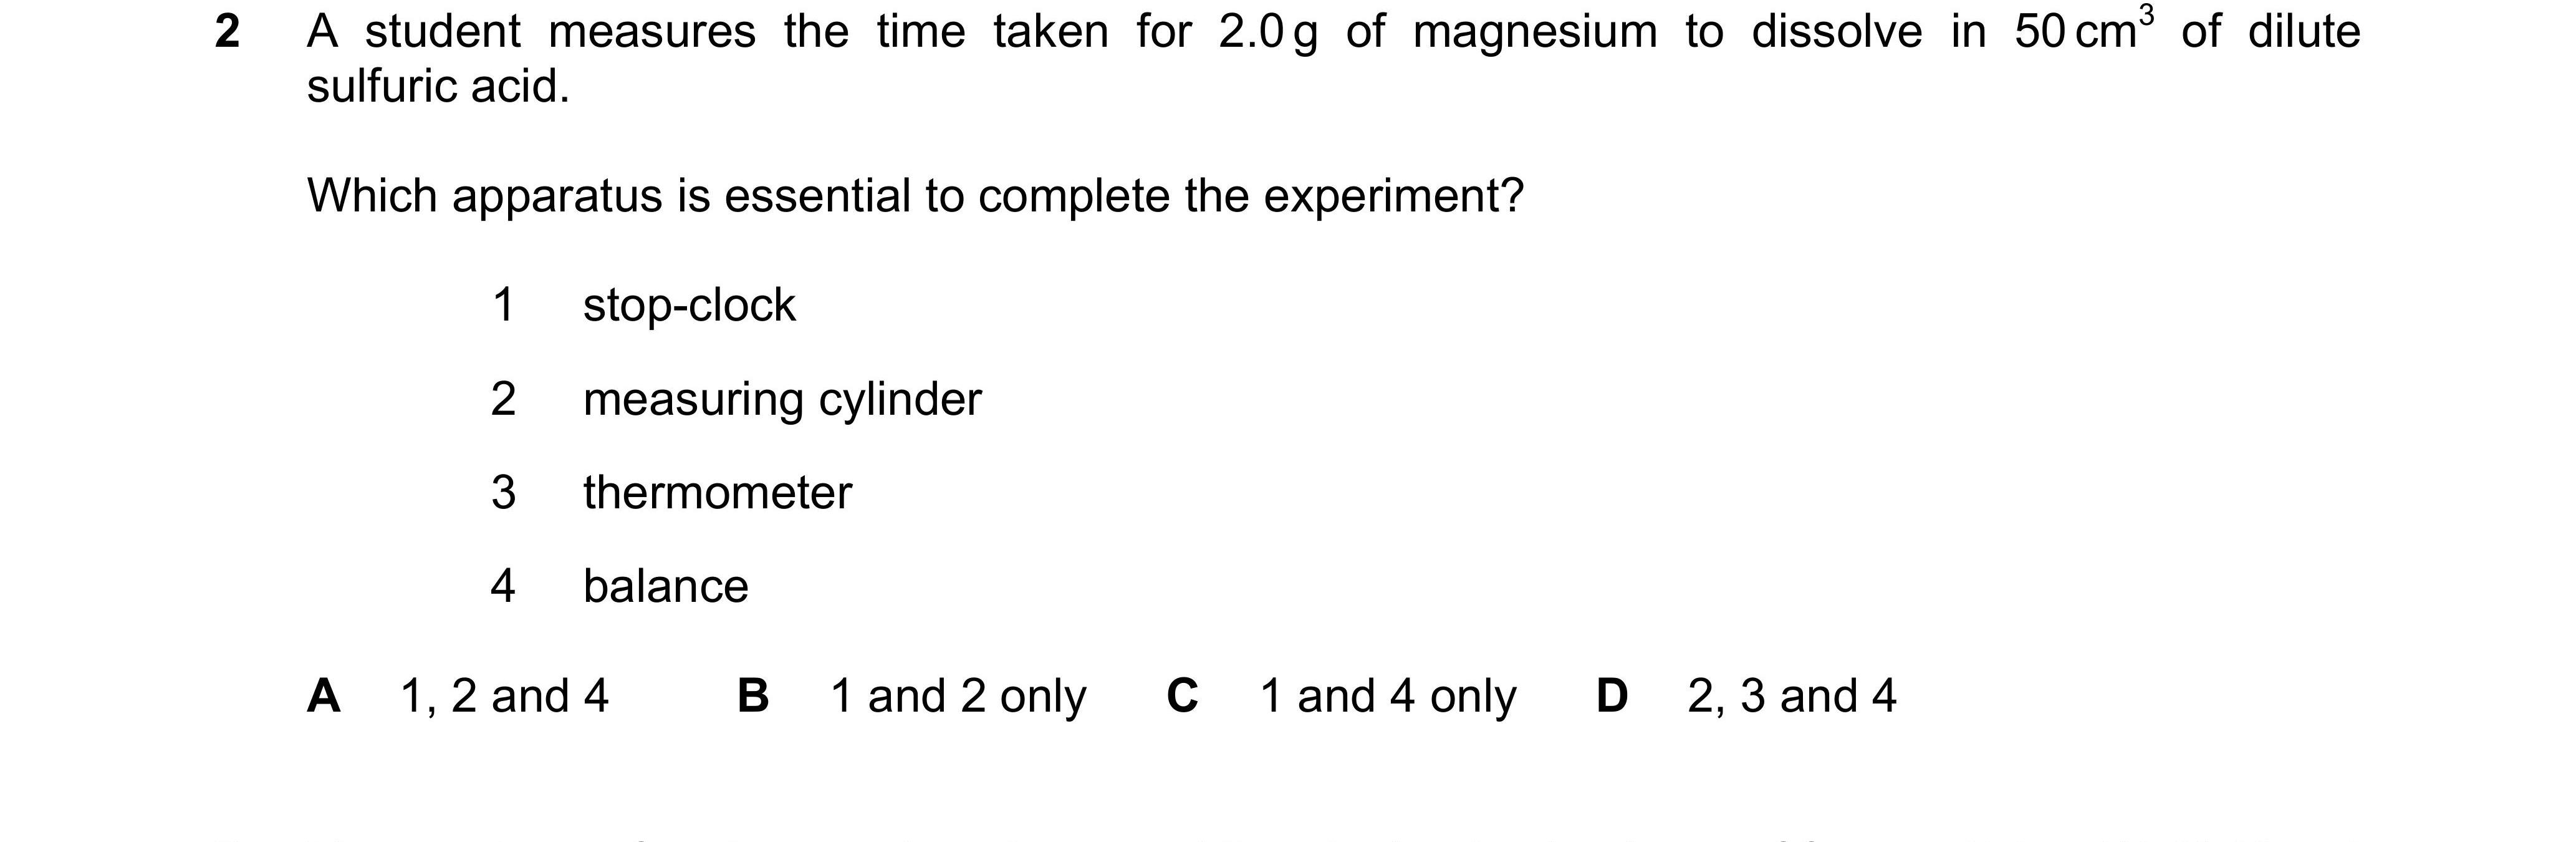 2 A student measures the time taken for 2.0 g of magnesium to dissolve in 50 cm³ of dilute
sulfuric acid.
Which apparatus is essential to complete the experiment?
1 stop-clock
2 measuring cylinder
3 thermometer
4 balance
A 1, 2 and 4 B 1 and 2 only C 1 and 4 only D 2, 3 and 4